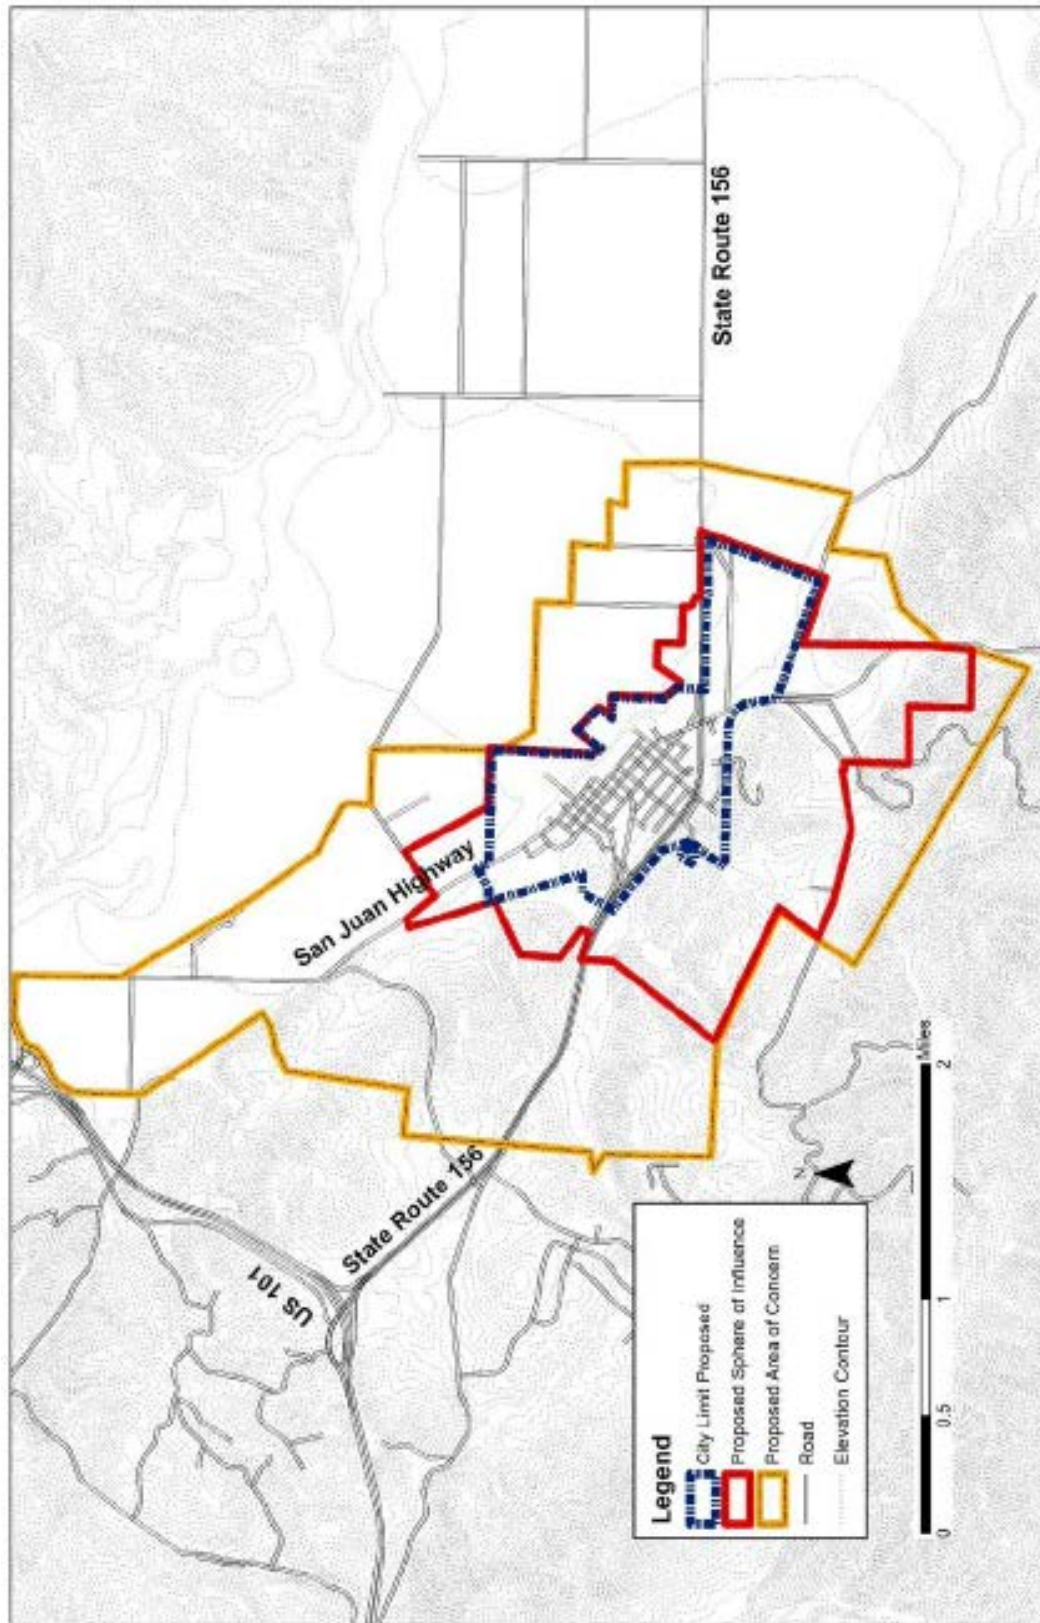 State Route 156
San Juan Highway
State Route 156
US 101
Legend
City Limit Proposed
Proposed Sphere of Influence
Proposed Area of Concern
Road
Elevation Contour
N
0 0.5 1 2
Miles